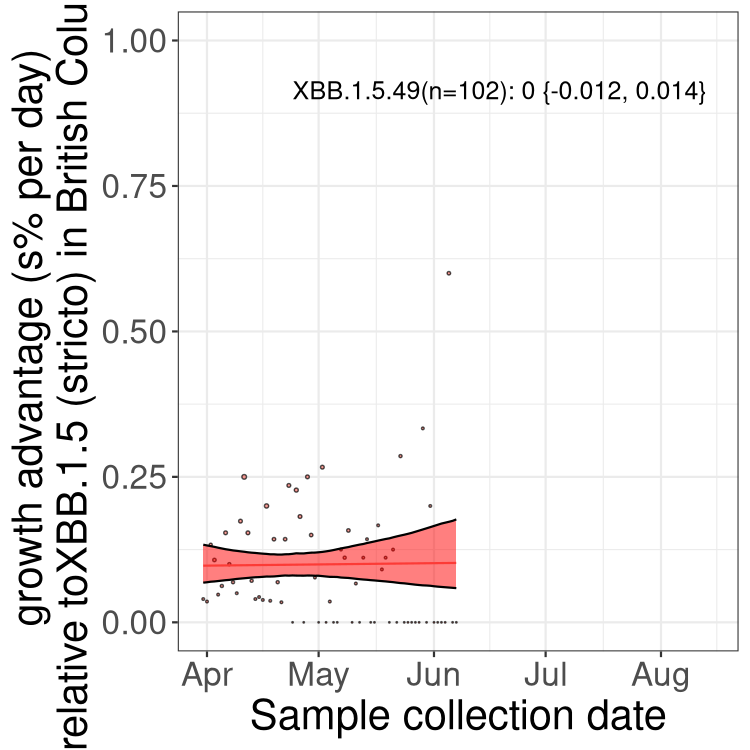 growth advantage (s% per day)
relative toXBB.1.5 (stricto) in British Colu
1.00
0.75
0.50
0.25
0.00
XBB.1.5.49(n=102): 0 {-0.012, 0.014}
Apr May Jun Jul Aug
Sample collection date